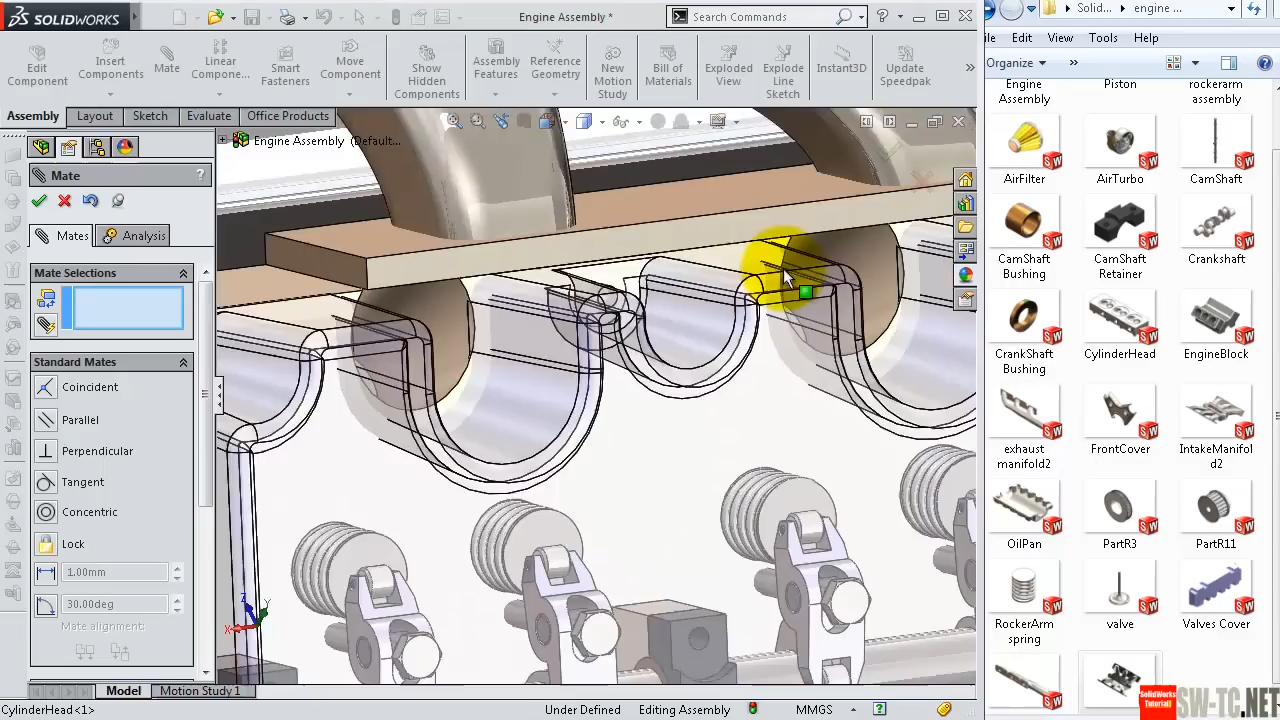 SOLIDWORKS
Engine Assembly *
Search Commands
Solid...
engine ...
Edit
Component
Insert
Components
Mate
Linear
Compone...
Smart
Fasteners
Move
Component
Show
Hidden
Components
Assembly
Features
Reference
Geometry
New
Motion
Study
Bill of
Materials
Exploded
View
Explode
Line
Sketch
Instant3D
Update
Speedpak
Assembly
Layout
Sketch
Evaluate
Office Products
Engine Assembly (Default...
Mate
?
Mates
Analysis
Mate Selections
Standard Mates
Coincident
Parallel
Perpendicular
Tangent
Concentric
Lock
1.00mm
30.00deg
Mate alignment:
Z
Y
X
Model
Motion Study 1
CylinderHead<1>
Under Defined
Editing Assembly
MMGS
ile
Edit
View
Tools
Help
Organize
»
Engine
Assembly
Piston
rockerarm
assembly
AirFilter
AirTurbo
CamShaft
CamShaft
Bushing
CamShaft
Retainer
Crankshaft
CrankShaft
Bushing
CylinderHead
EngineBlock
exhaust
manifold2
FrontCover
IntakeManifol
d2
OilPan
PartR3
PartR11
RockerArm
spring
valve
Valves Cover
SolidWorks
Tutorial
SW-TC.NET